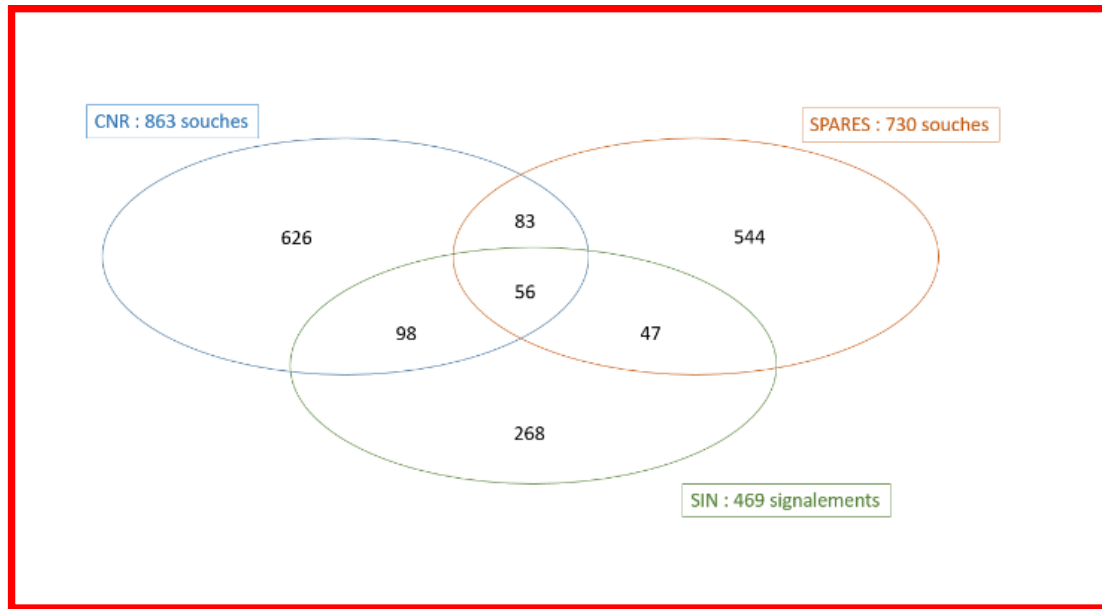 CNR : 863 souches
SPARES : 730 souches
83
626
544
56
98
47
268
SIN : 469 signalements